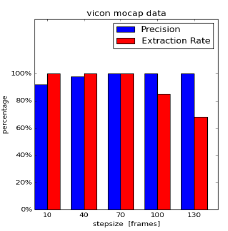 vicon mocap data
Precision
Extraction Rate
percentage
100%
80%
60%
40%
20%
0%
10 40 70 100 130
stepsize [frames]